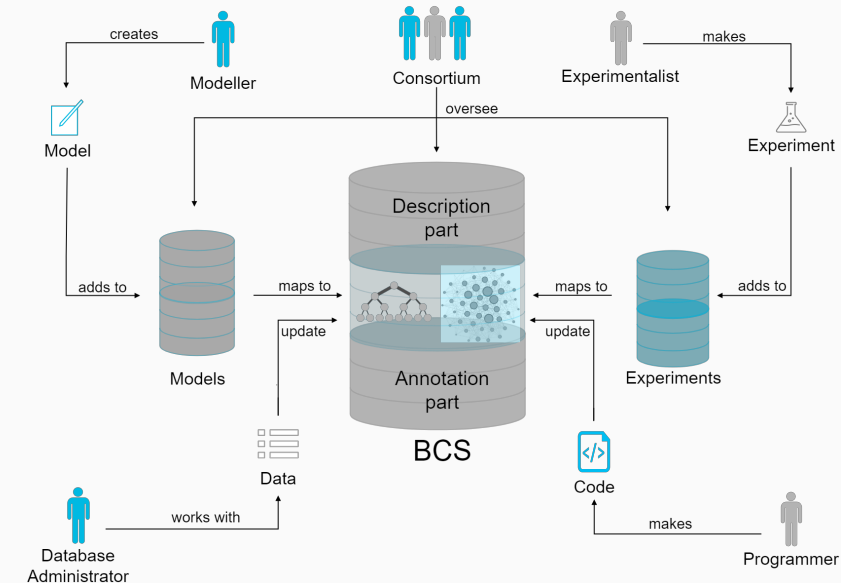 creates
Modeller
Consortium
Experimentalist
makes
oversee
Model
Experiment
Description
part
adds to
maps to
maps to
adds to
update
update
Models
Annotation
part
Experiments
BCS
</>
Data
Code
works with
makes
Database
Administrator
Programmer